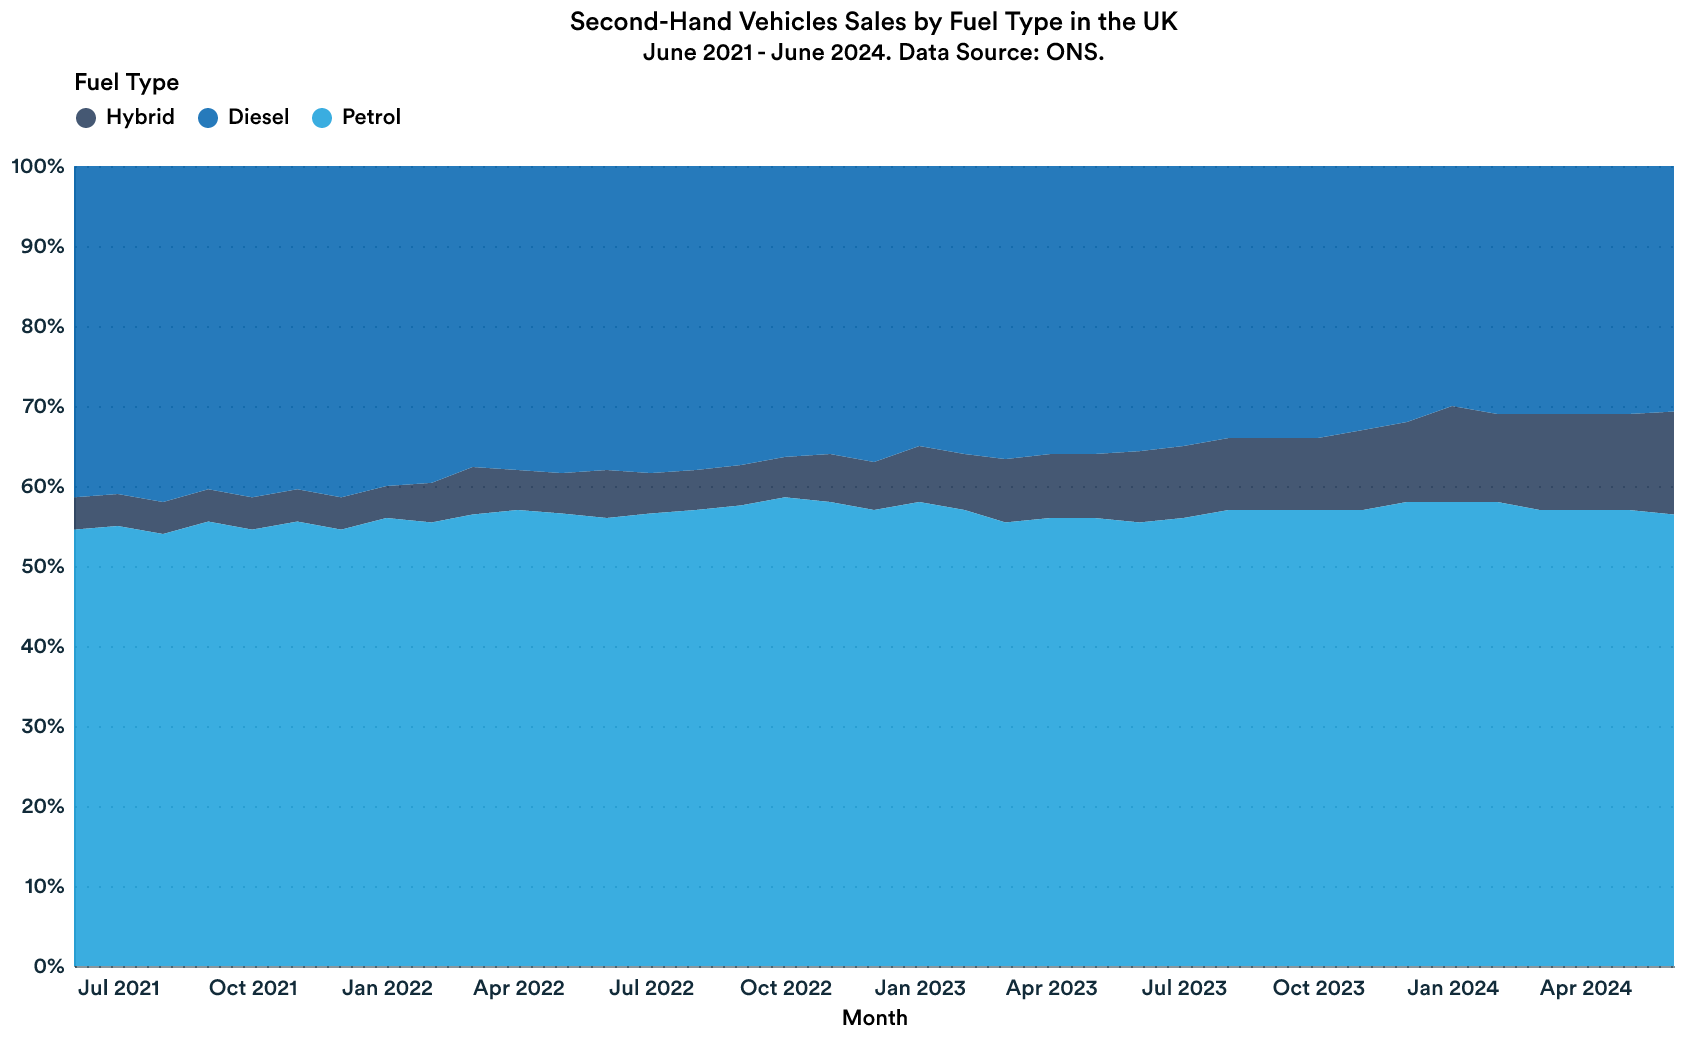 Second-Hand Vehicles Sales by Fuel Type in the UK
June 2021 - June 2024. Data Source: ONS.
Fuel Type
Hybrid Diesel Petrol
100%
90%
80%
70%
60%
50%
40%
30%
20%
10%
0%
Jul 2021 Oct 2021 Jan 2022 Apr 2022 Jul 2022 Oct 2022 Jan 2023 Apr 2023 Jul 2023 Oct 2023 Jan 2024 Apr 2024
Month